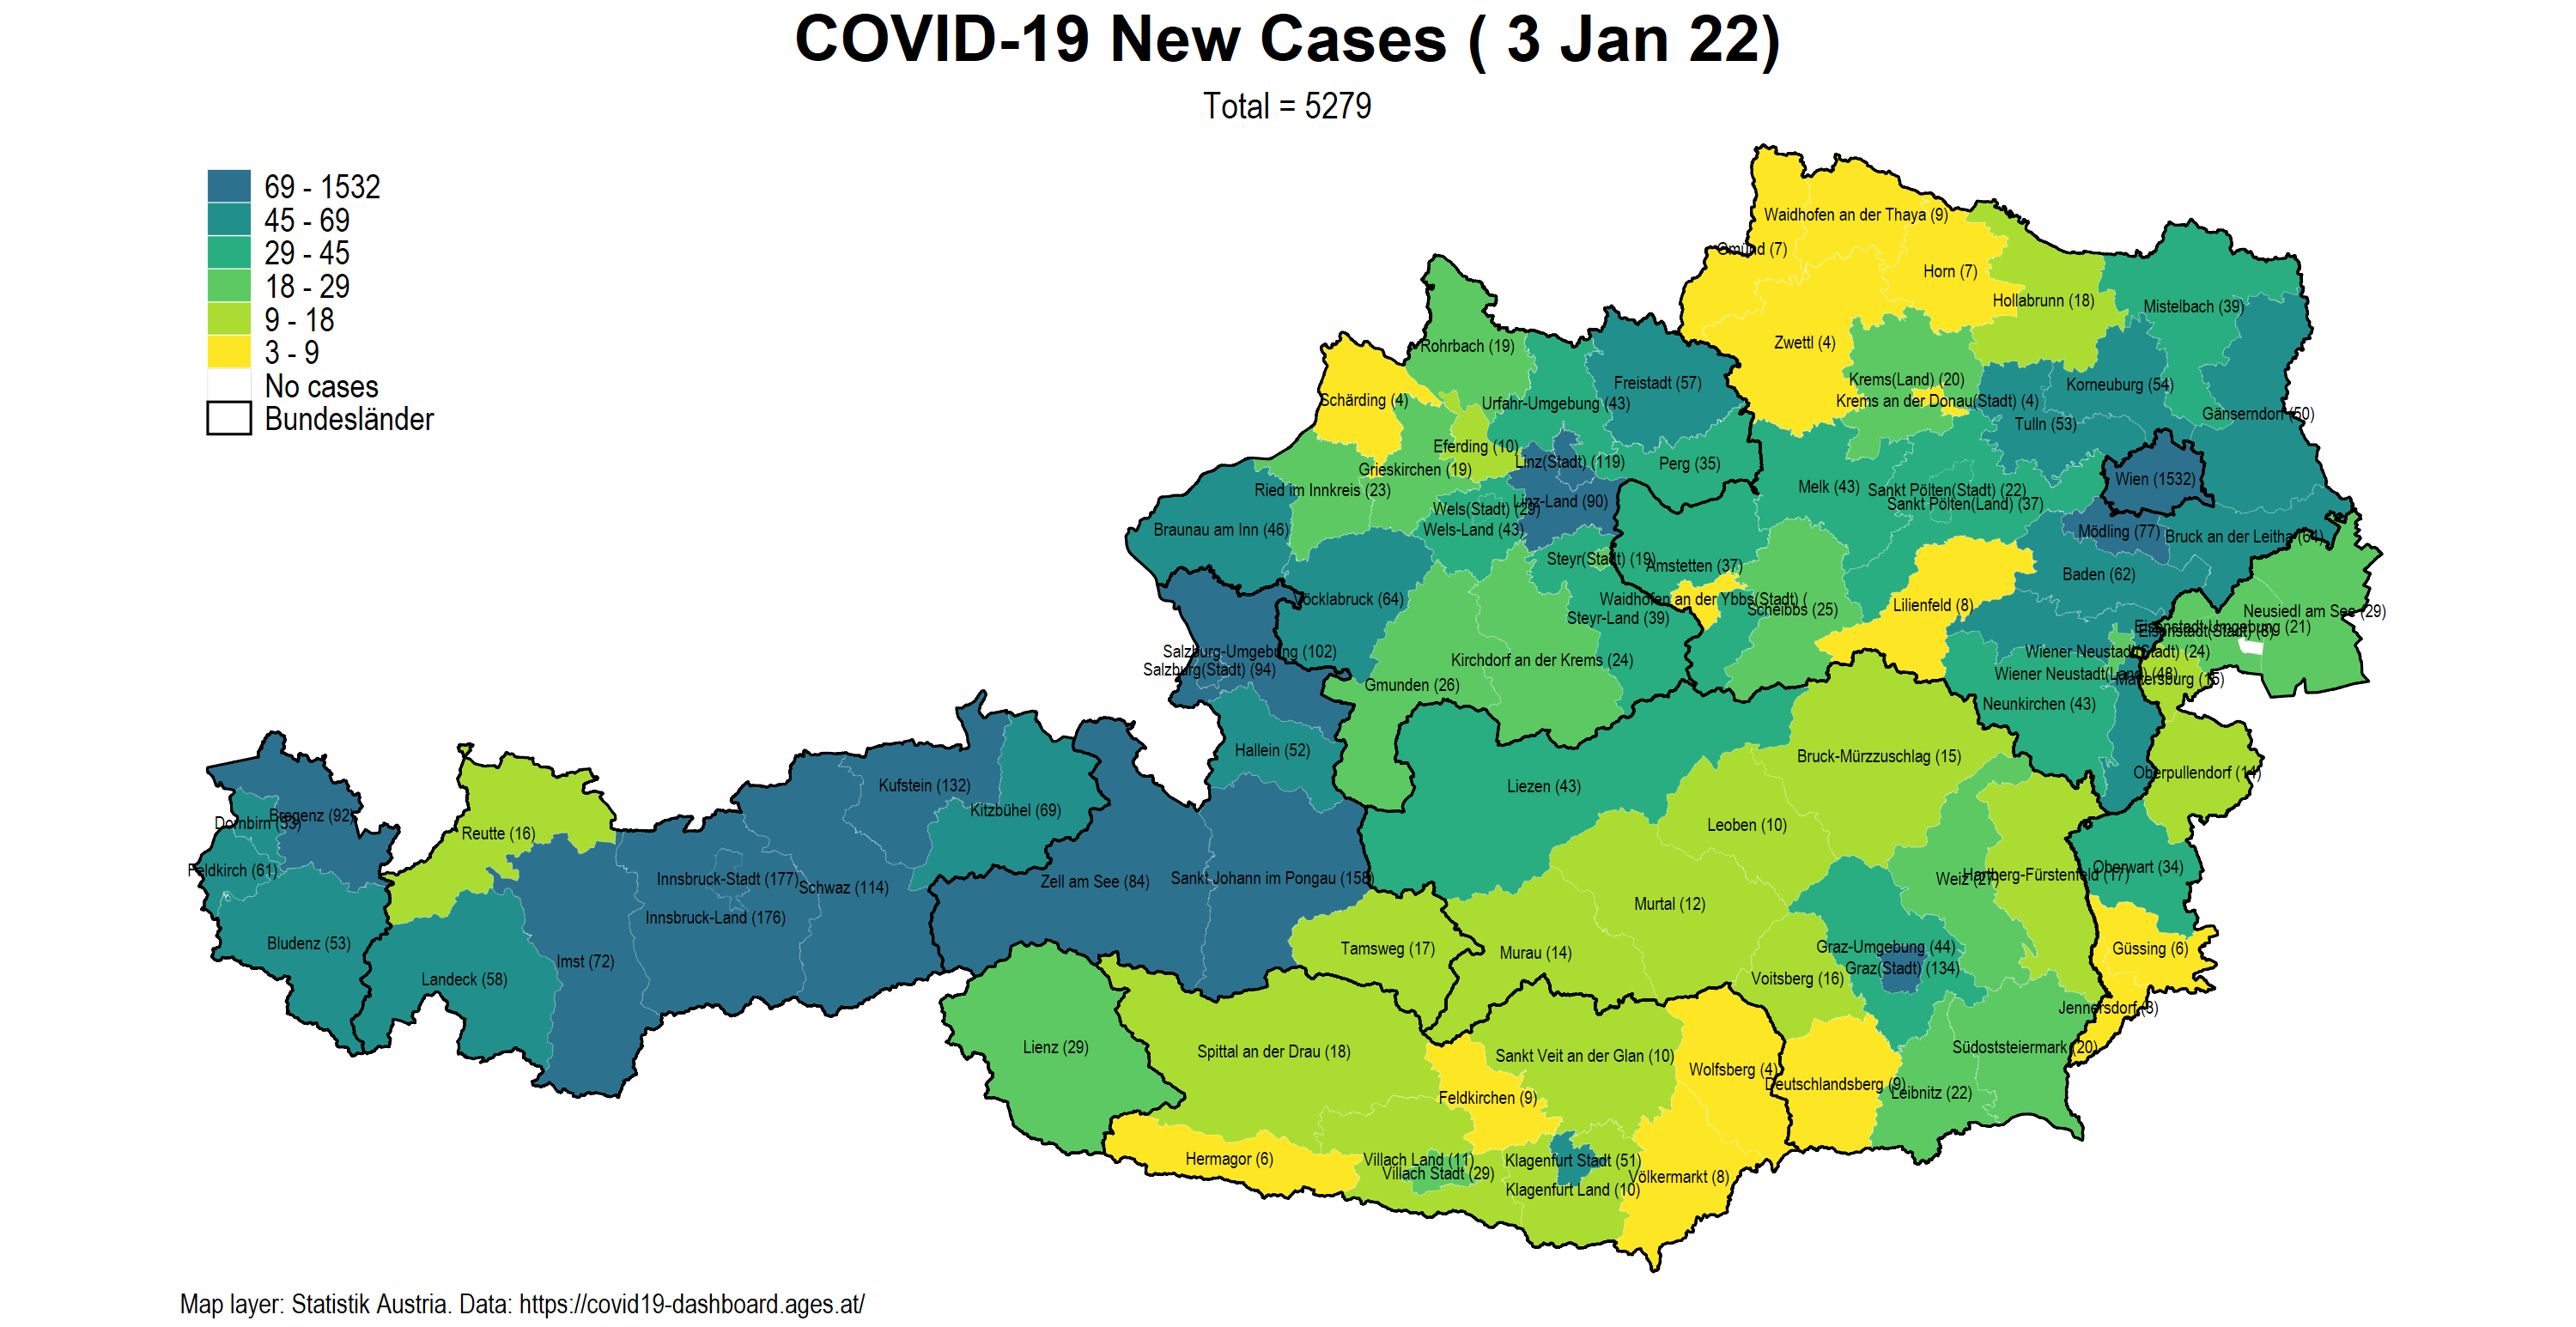 COVID-19 New Cases ( 3 Jan 22)
Total = 5279
69 - 1532
45 - 69
29 - 45
18 - 29
9 - 18
3 - 9
No cases
Bundesländer
Waidhofen an der Thaya (9)
Gmünd (7)
Horn (7)
Hollabrunn (18)
Mistelbach (39)
Zwettl (4)
Rohrbach (19)
Freistadt (57)
Krems(Land) (20)
Korneuburg (54)
Schärding (4)
Urfahr-Umgebung (43)
Krems an der Donau(Stadt) (4)
Gänserndorf (50)
Tulln (53)
Eferding (10)
Linz(Stadt) (119)
Perg (35)
Grieskirchen (19)
Wien (1532)
Melk (43)
Sankt Pölten(Stadt) (22)
Ried im Innkreis (23)
Linz-Land (90)
Sankt Pölten(Land) (37)
Wels(Stadt) (29)
Braunau am Inn (46)
Wels-Land (43)
Mödling (77)
Bruck an der Leitha (64)
Steyr(Stadt) (19)
Amstetten (37)
Baden (62)
Vöcklabruck (64)
Waidhofen an der Ybbs(Stadt) (
Scheibbs (25)
Lilienfeld (8)
Neusiedl am See (29)
Steyr-Land (39)
Eisenstadt-Umgebung (21)
Eisenstadt(Stadt) (8)
Salzburg-Umgebung (102)
Wiener Neustadt(Stadt) (24)
Kirchdorf an der Krems (24)
Salzburg(Stadt) (94)
Wiener Neustadt(Land) (48)
Mattersburg (15)
Gmunden (26)
Neunkirchen (43)
Hallein (52)
Bruck-Mürzzuschlag (15)
Oberpullendorf (14)
Kufstein (132)
Liezen (43)
Kitzbühel (69)
Bregenz (92)
Dornbirn (53)
Reutte (16)
Leoben (10)
Feldkirch (61)
Oberwart (34)
Innsbruck-Stadt (177)
Schwaz (114)
Zell am See (84)
Sankt Johann im Pongau (158)
Weiz (27)
Hartberg-Fürstenfeld (17)
Murtal (12)
Innsbruck-Land (176)
Bludenz (53)
Tamsweg (17)
Murau (14)
Graz-Umgebung (44)
Güssing (6)
Imst (72)
Graz(Stadt) (134)
Landeck (58)
Voitsberg (16)
Jennersdorf (3)
Lienz (29)
Spittal an der Drau (18)
Sankt Veit an der Glan (10)
Südoststeiermark (20)
Wolfsberg (4)
Deutschlandsberg (9)
Leibnitz (22)
Feldkirchen (9)
Hermagor (6)
Villach Land (11)
Klagenfurt Stadt (51)
Villach Stadt (29)
Völkermarkt (8)
Klagenfurt Land (10)
Map layer: Statistik Austria. Data: https://covid19-dashboard.ages.at/